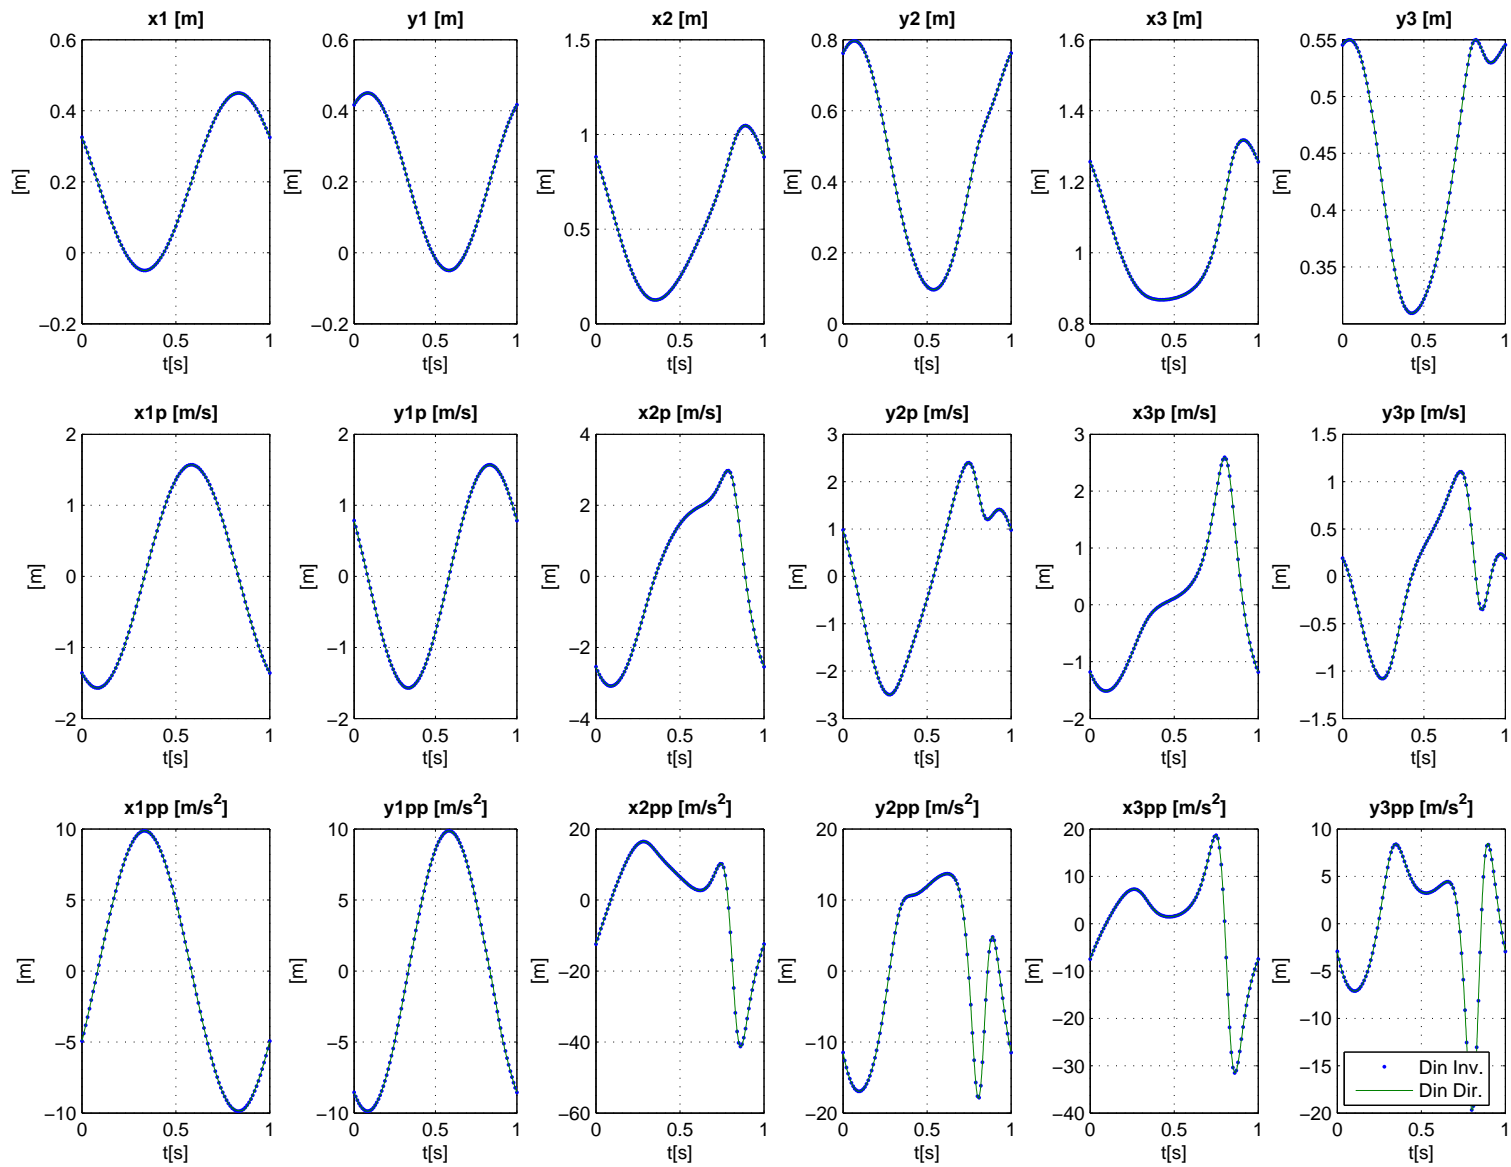 x1 [m]
0.6
0.4
0.2
0
−0.2
[m]
0
0.5
1
t[s]
y1 [m]
0.6
0.4
0.2
0
−0.2
[m]
0
0.5
1
t[s]
x2 [m]
1.5
1
0.5
0
[m]
0
0.5
1
t[s]
y2 [m]
0.8
0.6
0.4
0.2
0
[m]
0
0.5
1
t[s]
x3 [m]
1.6
1.4
1.2
1
0.8
[m]
0
0.5
1
t[s]
y3 [m]
0.55
0.5
0.45
0.4
0.35
[m]
0
0.5
1
t[s]
x1p [m/s]
2
1
0
−1
−2
[m]
0
0.5
1
t[s]
y1p [m/s]
2
1
0
−1
−2
[m]
0
0.5
1
t[s]
x2p [m/s]
4
2
0
−2
−4
[m]
0
0.5
1
t[s]
y2p [m/s]
3
2
1
0
−1
−2
−3
[m]
0
0.5
1
t[s]
x3p [m/s]
3
2
1
0
−1
−2
[m]
0
0.5
1
t[s]
y3p [m/s]
1.5
1
0.5
0
−0.5
−1
−1.5
[m]
0
0.5
1
t[s]
x1pp [m/s²]
10
5
0
−5
−10
[m]
0
0.5
1
t[s]
y1pp [m/s²]
10
5
0
−5
−10
[m]
0
0.5
1
t[s]
x2pp [m/s²]
20
0
−20
−40
−60
[m]
0
0.5
1
t[s]
y2pp [m/s²]
20
10
0
−10
−20
[m]
0
0.5
1
t[s]
x3pp [m/s²]
20
10
0
−10
−20
−30
−40
[m]
0
0.5
1
t[s]
y3pp [m/s²]
10
5
0
−5
−10
−15
−20
[m]
0
0.5
1
t[s]
Din Inv.
Din Dir.